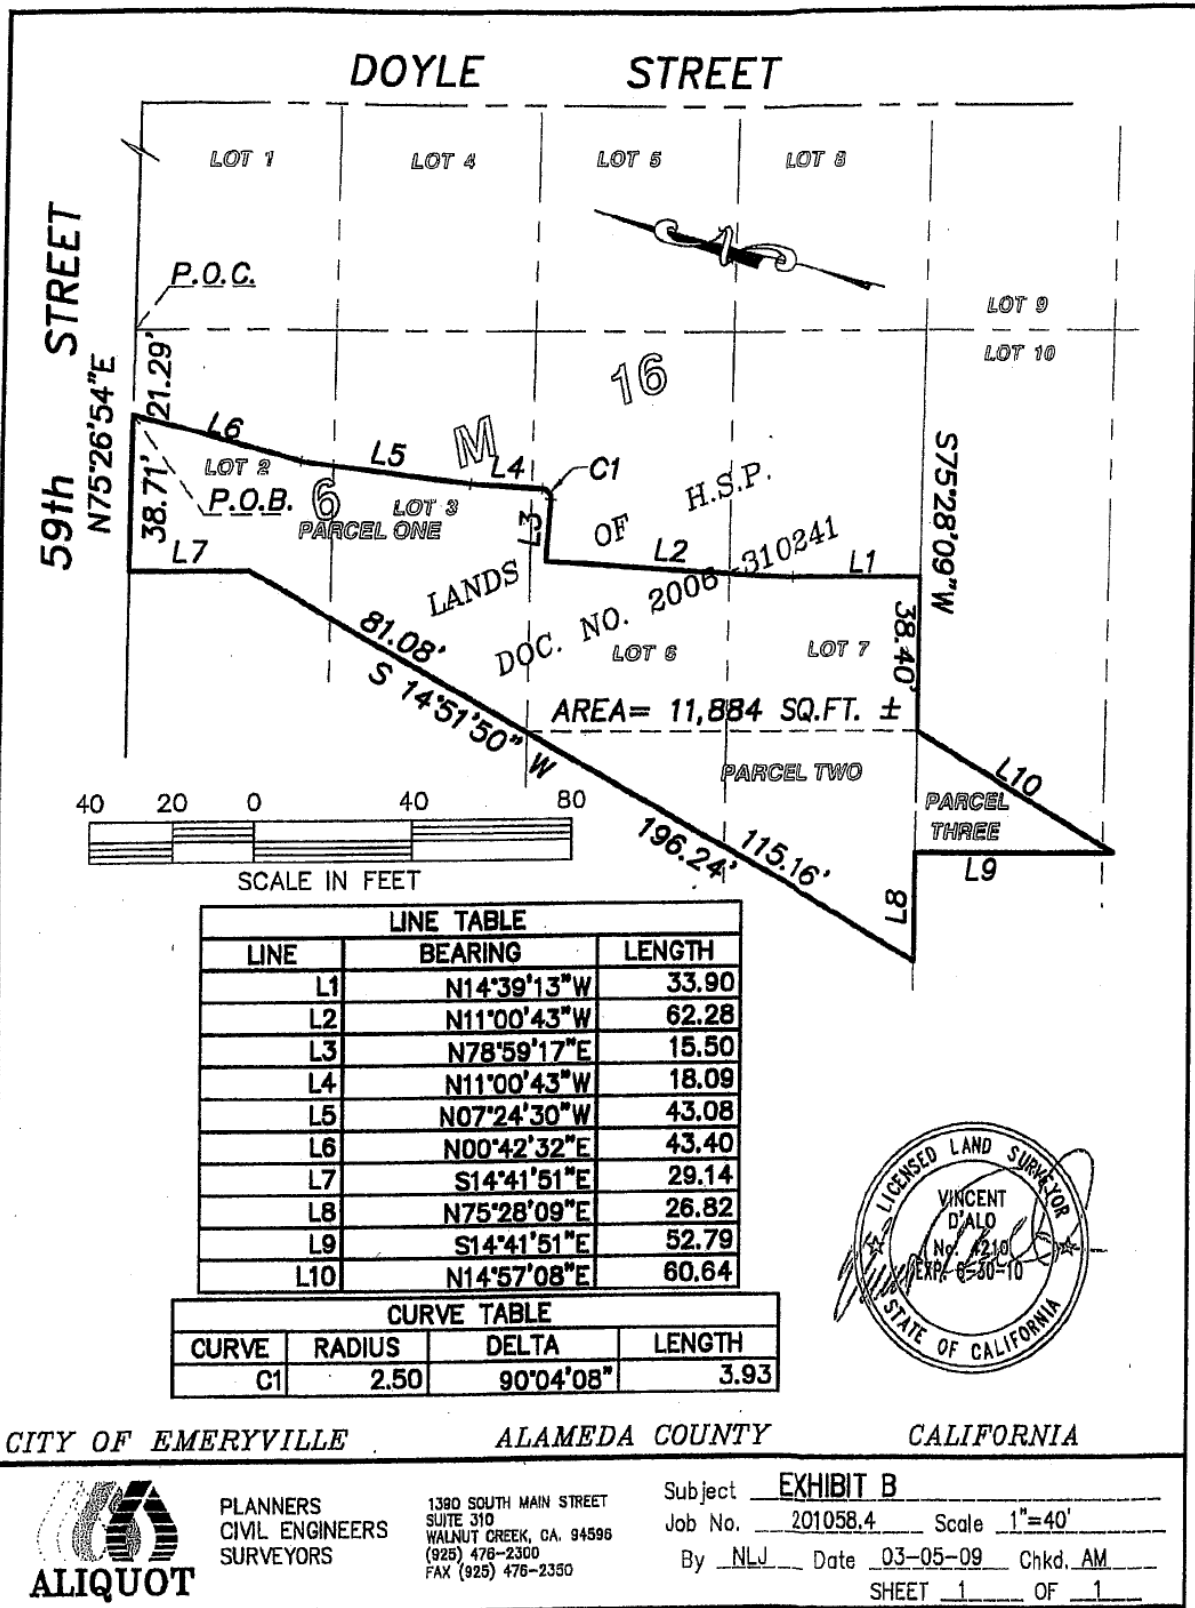 DOYLE STREET
LOT 1
LOT 4
LOT 5
LOT 8
59th STREET
N75°26'54"E
P.O.C.
LOT 9
LOT 10
21.29'
16
M
L6
L5
L4
C1
LOT 2
6
P.O.B.
LOT 3
PARCEL ONE
38.71'
L3
L7
LANDS OF H.S.P.
DOC. NO. 2006-310241
L2
L1
S75°28'09"W
38.40'
81.08'
S 14°51'50" W
LOT 6
LOT 7
AREA= 11,884 SQ.FT. ±
PARCEL TWO
L10
PARCEL
THREE
L9
L8
196.24'
115.16'
40 20 0 40 80
SCALE IN FEET
LINE TABLE
LINE BEARING LENGTH
L1 N14°39'13"W 33.90
L2 N11°00'43"W 62.28
L3 N78°59'17"E 15.50
L4 N11°00'43"W 18.09
L5 N07°24'30"W 43.08
L6 N00°42'32"E 43.40
L7 S14°41'51"E 29.14
L8 N75°28'09"E 26.82
L9 S14°41'51"E 52.79
L10 N14°57'08"E 60.64
CURVE TABLE
CURVE RADIUS DELTA LENGTH
C1 2.50 90°04'08" 3.93
LICENSED LAND SURVEYOR
VINCENT
D'ALO
No. 4210
EXP. 6-30-10
STATE OF CALIFORNIA
CITY OF EMERYVILLE ALAMEDA COUNTY CALIFORNIA
ALIQUOT
PLANNERS
CIVIL ENGINEERS
SURVEYORS
1390 SOUTH MAIN STREET
SUITE 310
WALNUT CREEK, CA. 94596
(925) 476-2300
FAX (925) 476-2350
Subject EXHIBIT B
Job No. 201058.4 Scale 1"=40'
By NLJ Date 03-05-09 Chkd. AM
SHEET 1 OF 1